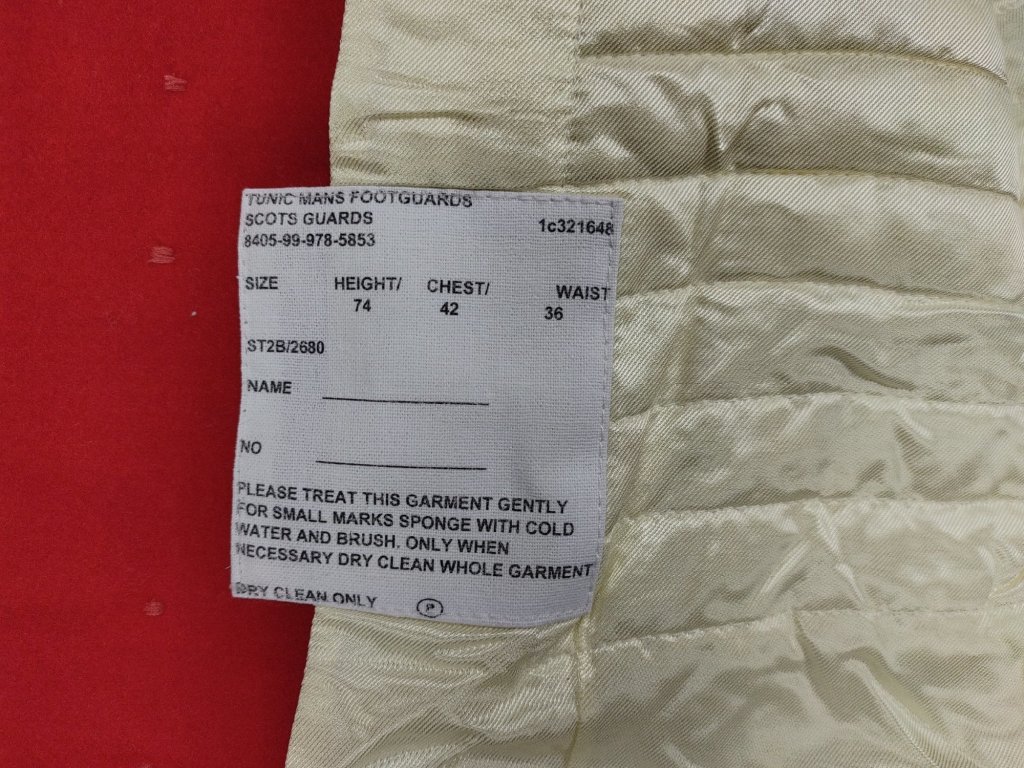 TUNIC MANS FOOTGUARDS
SCOTS GUARDS 1c321648
8405-99-978-5853
SIZE HEIGHT/ CHEST/ WAIST
74 42 36
ST2B/2680
NAME
NO
PLEASE TREAT THIS GARMENT GENTLY
FOR SMALL MARKS SPONGE WITH COLD
WATER AND BRUSH. ONLY WHEN
NECESSARY DRY CLEAN WHOLE GARMENT
DRY CLEAN ONLY P